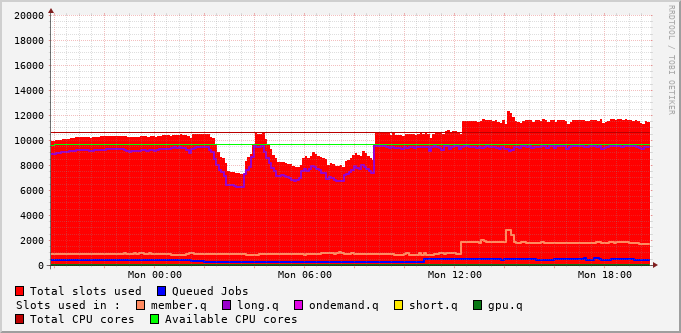 RRDTOOL / TOBI OETIKER
20000
18000
16000
14000
12000
10000
8000
6000
4000
2000
0
Mon 00:00 Mon 06:00 Mon 12:00 Mon 18:00
Total slots used Queued Jobs
Slots used in : member.q long.q ondemand.q short.q gpu.q
Total CPU cores Available CPU cores